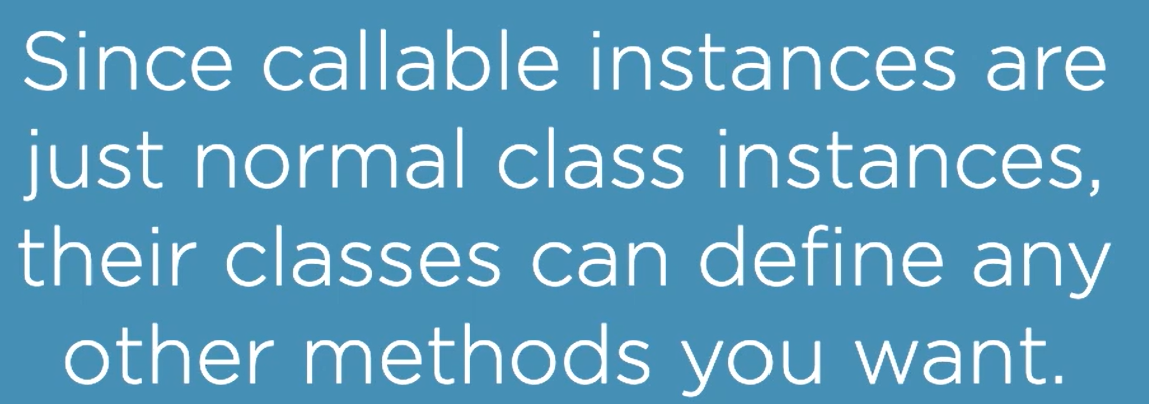 Since callable instances are
just normal class instances,
their classes can define any
other methods you want.